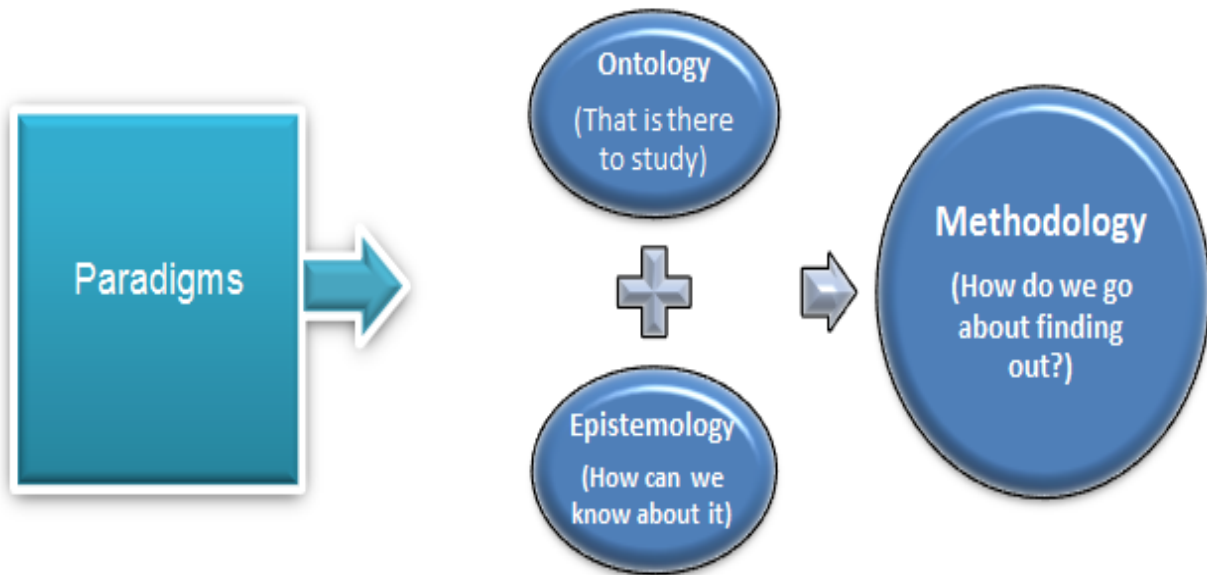 Paradigms
Ontology
(That is there
to study)
Epistemology
(How can we
know about it)
Methodology
(How do we go
about finding
out?)